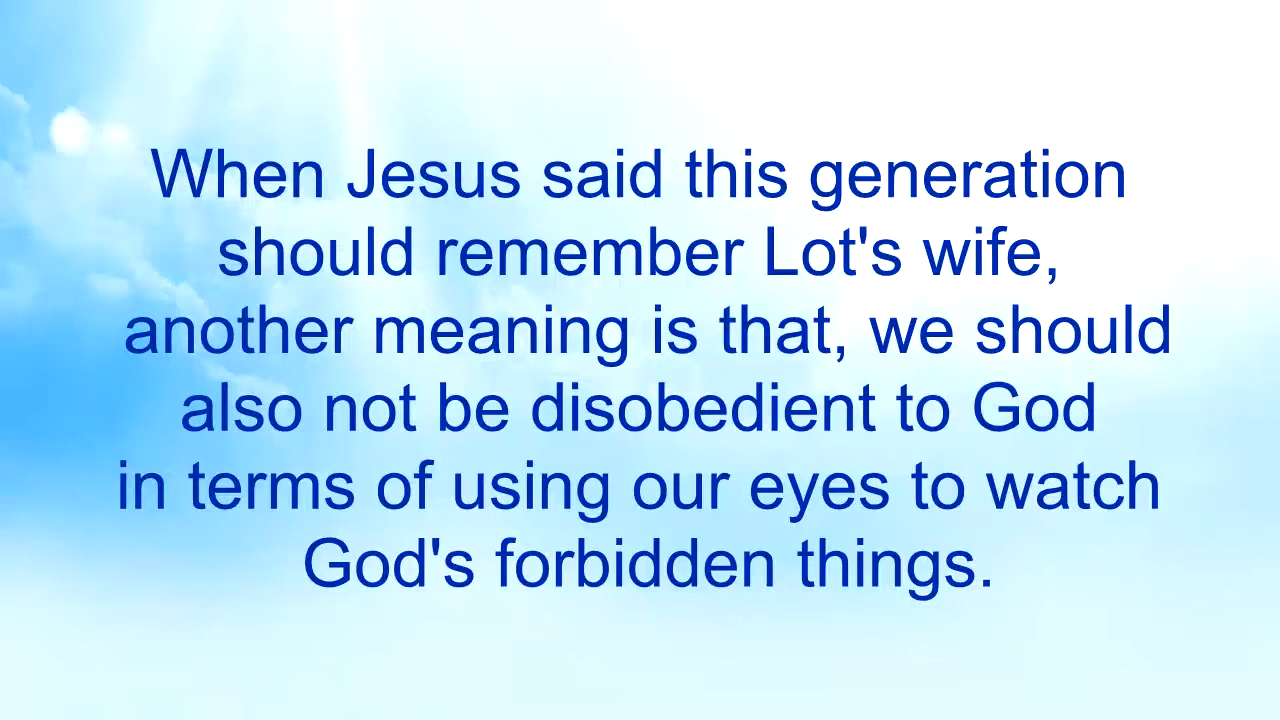 When Jesus said this generation
should remember Lot's wife,
another meaning is that, we should
also not be disobedient to God
in terms of using our eyes to watch
God's forbidden things.